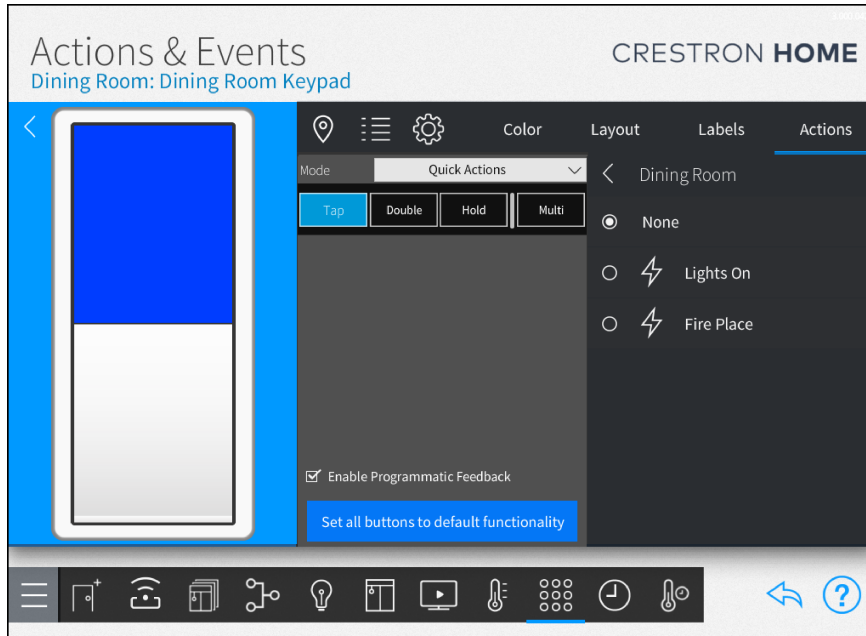 Actions & Events
CRESTRON HOME
Dining Room: Dining Room Keypad
Color Layout Labels Actions
Mode Quick Actions
Dining Room
Tap Double Hold Multi
None
Lights On
Fire Place
Enable Programmatic Feedback
Set all buttons to default functionality
?